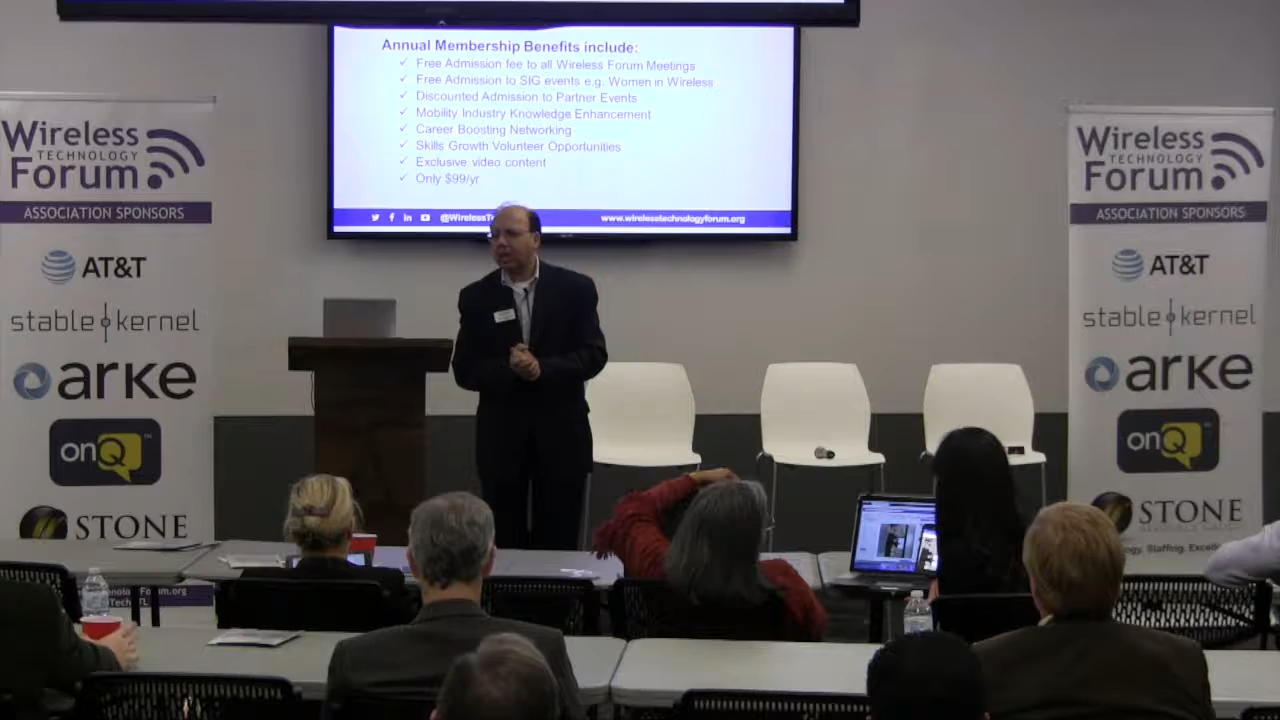 Annual Membership Benefits include:
✓ Free Admission fee to all Wireless Forum Meetings
✓ Free Admission to SIG events e.g. Women in Wireless
✓ Discounted Admission to Partner Events
✓ Mobility Industry Knowledge Enhancement
✓ Career Boosting Networking
✓ Skills Growth Volunteer Opportunities
✓ Exclusive video content
✓ Only $99/yr
www.wirelesstechnologyforum.org
Wireless
TECHNOLOGY
Forum
ASSOCIATION SPONSORS
AT&T
stable kernel
arke
onQ
STONE
Wireless
TECHNOLOGY
Forum
ASSOCIATION SPONSORS
AT&T
stable kernel
arke
onQ
STONE